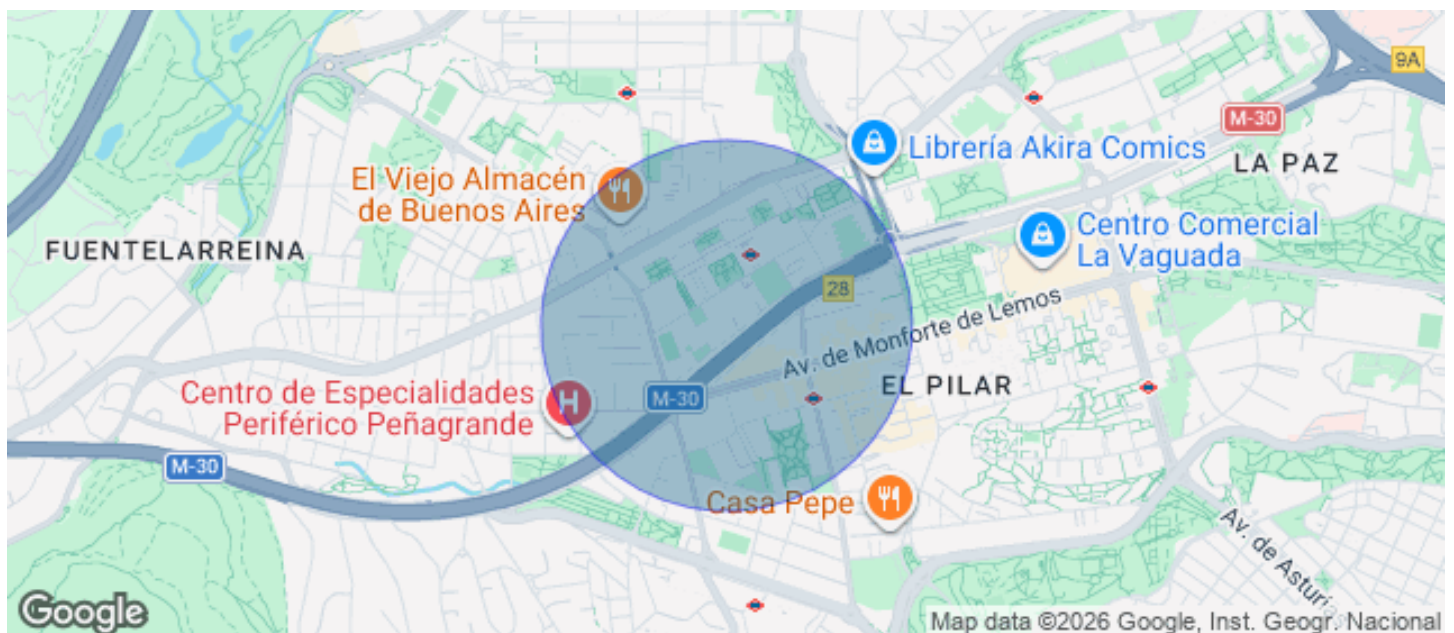 9A
M-30
Librería Akira Comics
LA PAZ
El Viejo Almacén
de Buenos Aires
FUENTELARREINA
Centro Comercial
La Vaguada
28
Av. de Monforte de Lemos
Centro de Especialidades
Periférico Peñagrande
H
M-30
EL PILAR
M-30
Casa Pepe
Av. de Asturias
Google
Map data ©2026 Google, Inst. Geogr. Nacional